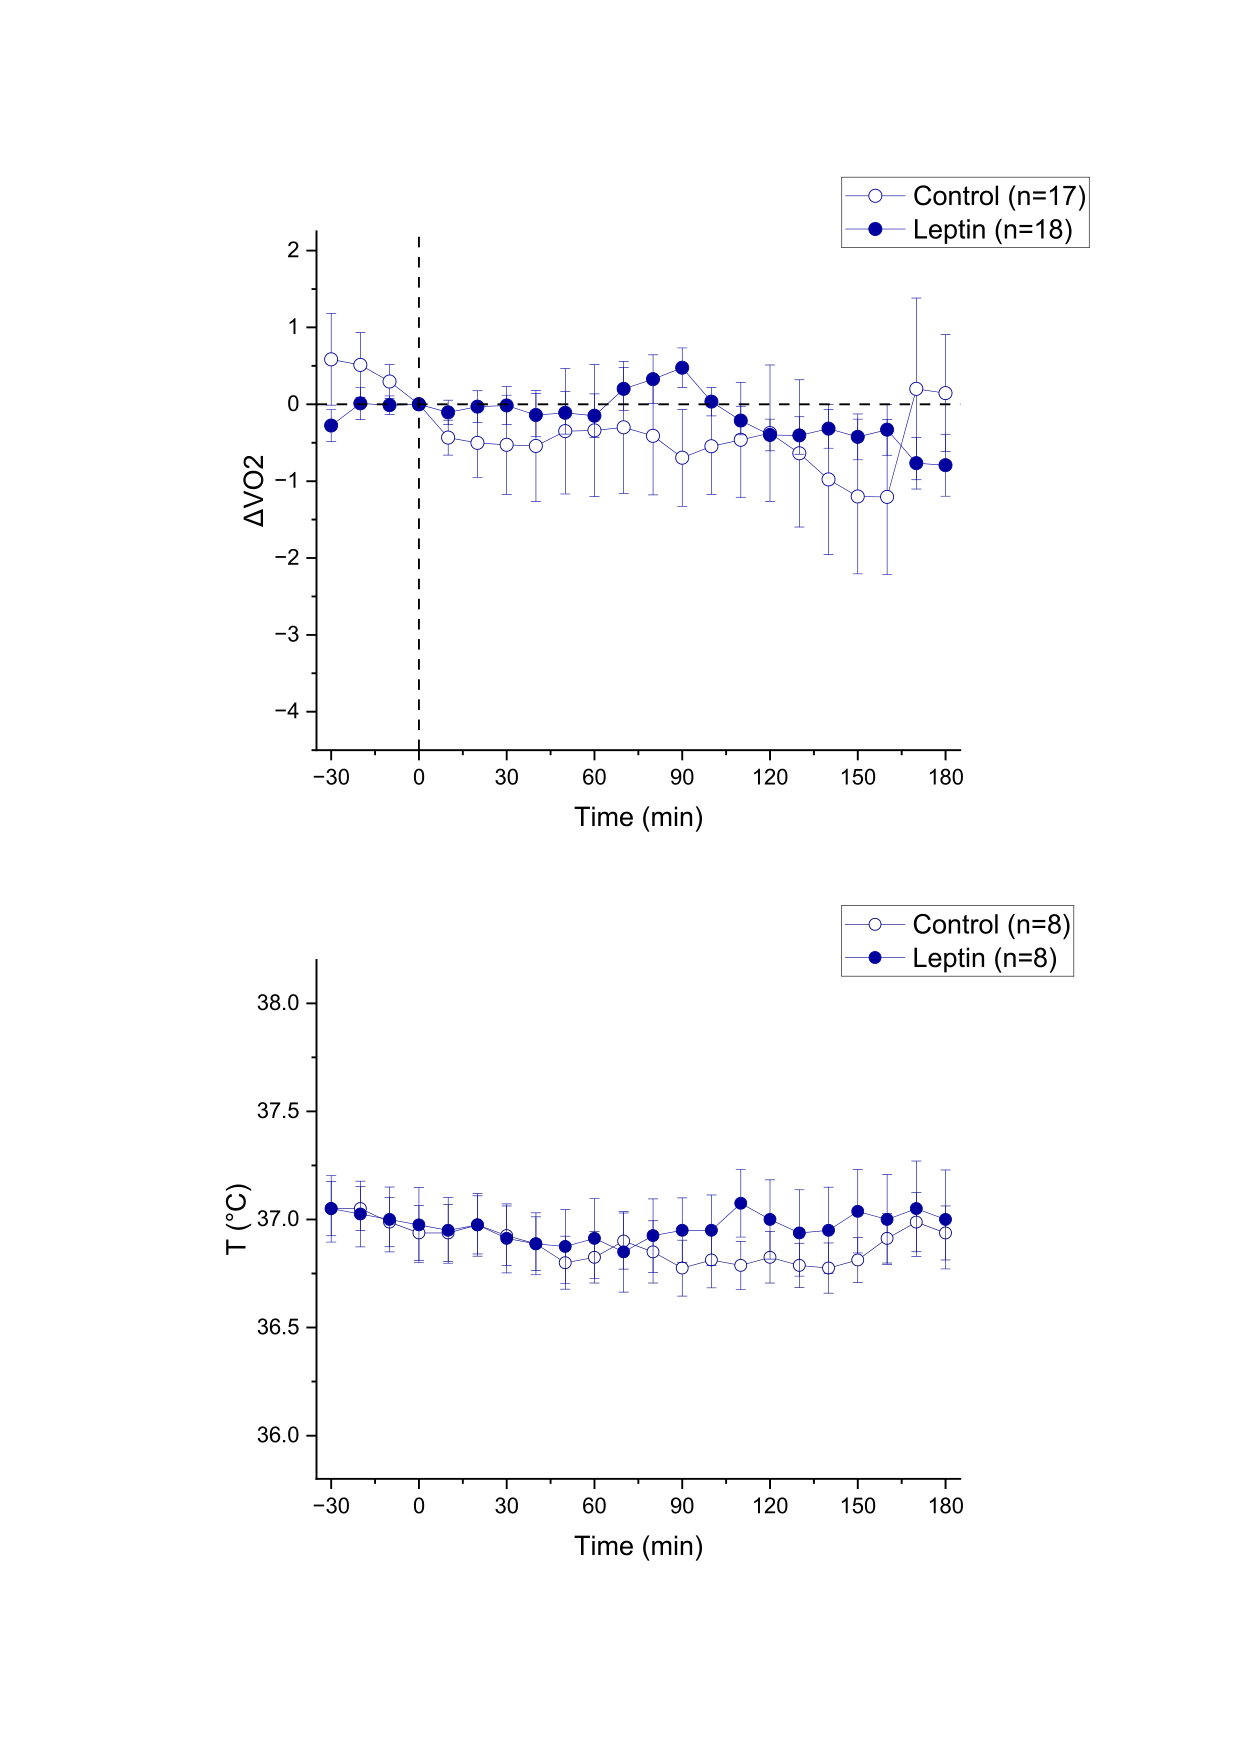 Control (n=17)
Leptin (n=18)
2
1
0
−1
−2
−3
−4
ΔVO2
−30 0 30 60 90 120 150 180
Time (min)
Control (n=8)
Leptin (n=8)
38.0
37.5
37.0
36.5
36.0
T (°C)
−30 0 30 60 90 120 150 180
Time (min)